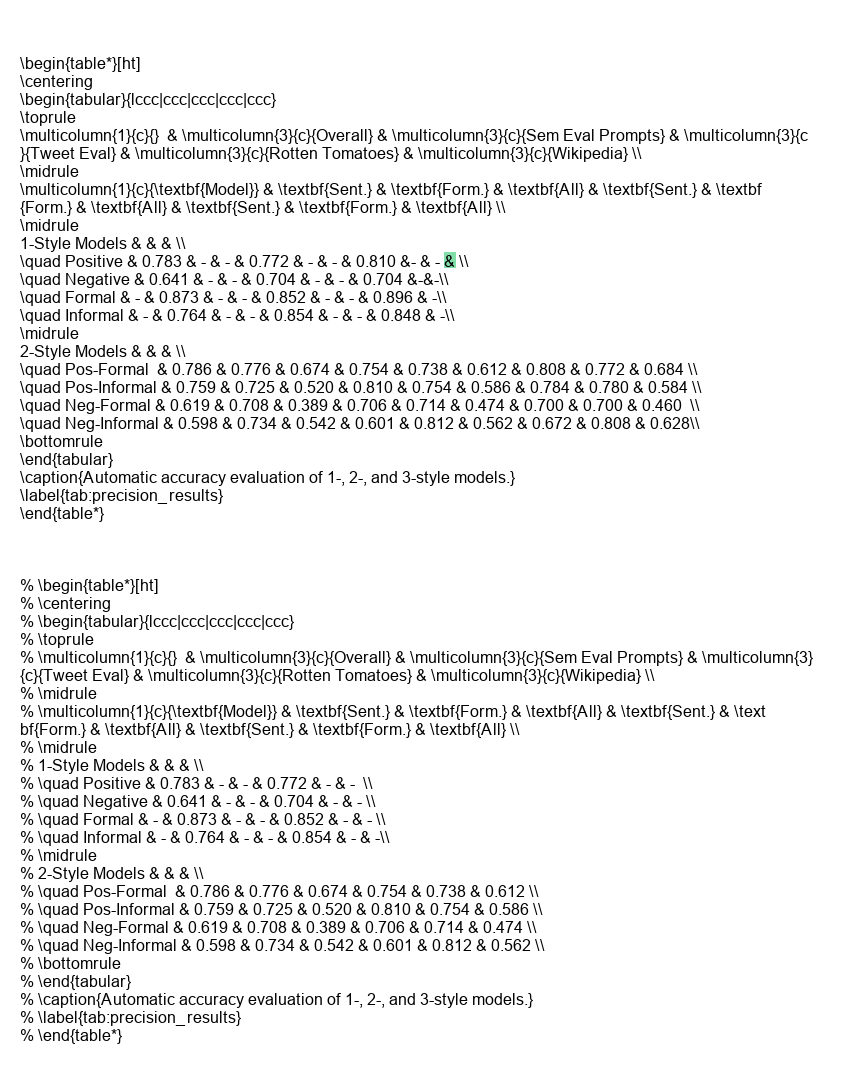 \begin{table*}[ht]
\centering
\begin{tabular}{lccc|ccc|ccc|ccc|ccc}
\toprule
\multicolumn{1}{c}{}  & \multicolumn{3}{c}{Overall} & \multicolumn{3}{c}{Sem Eval Prompts} & \multicolumn{3}{c
}{Tweet Eval} & \multicolumn{3}{c}{Rotten Tomatoes} & \multicolumn{3}{c}{Wikipedia} \\
\midrule
\multicolumn{1}{c}{\textbf{Model}} & \textbf{Sent.} & \textbf{Form.} & \textbf{All} & \textbf{Sent.} & \textbf
{Form.} & \textbf{All} & \textbf{Sent.} & \textbf{Form.} & \textbf{All} \\
\midrule
1-Style Models & & & \\
\quad Positive & 0.783 & - & - & 0.772 & - & - & 0.810 &- & - & \\
\quad Negative & 0.641 & - & - & 0.704 & - & - & 0.704 &-&-\\
\quad Formal & - & 0.873 & - & - & 0.852 & - & - & 0.896 & -\\
\quad Informal & - & 0.764 & - & - & 0.854 & - & - & 0.848 & -\\
\midrule
2-Style Models & & & \\
\quad Pos-Formal  & 0.786 & 0.776 & 0.674 & 0.754 & 0.738 & 0.612 & 0.808 & 0.772 & 0.684 \\
\quad Pos-Informal & 0.759 & 0.725 & 0.520 & 0.810 & 0.754 & 0.586 & 0.784 & 0.780 & 0.584 \\
\quad Neg-Formal & 0.619 & 0.708 & 0.389 & 0.706 & 0.714 & 0.474 & 0.700 & 0.700 & 0.460  \\
\quad Neg-Informal & 0.598 & 0.734 & 0.542 & 0.601 & 0.812 & 0.562 & 0.672 & 0.808 & 0.628\\
\bottomrule
\end{tabular}
\caption{Automatic accuracy evaluation of 1-, 2-, and 3-style models.}
\label{tab:precision_results}
\end{table*}
% \begin{table*}[ht]
% \centering
% \begin{tabular}{lccc|ccc|ccc|ccc|ccc}
% \toprule
% \multicolumn{1}{c}{}  & \multicolumn{3}{c}{Overall} & \multicolumn{3}{c}{Sem Eval Prompts} & \multicolumn{3}
{c}{Tweet Eval} & \multicolumn{3}{c}{Rotten Tomatoes} & \multicolumn{3}{c}{Wikipedia} \\
% \midrule
% \multicolumn{1}{c}{\textbf{Model}} & \textbf{Sent.} & \textbf{Form.} & \textbf{All} & \textbf{Sent.} & \text
bf{Form.} & \textbf{All} & \textbf{Sent.} & \textbf{Form.} & \textbf{All} \\
% \midrule
% 1-Style Models & & & \\
% \quad Positive & 0.783 & - & - & 0.772 & - & -  \\
% \quad Negative & 0.641 & - & - & 0.704 & - & - \\
% \quad Formal & - & 0.873 & - & - & 0.852 & - & - \\
% \quad Informal & - & 0.764 & - & - & 0.854 & - & -\\
% \midrule
% 2-Style Models & & & \\
% \quad Pos-Formal  & 0.786 & 0.776 & 0.674 & 0.754 & 0.738 & 0.612 \\
% \quad Pos-Informal & 0.759 & 0.725 & 0.520 & 0.810 & 0.754 & 0.586 \\
% \quad Neg-Formal & 0.619 & 0.708 & 0.389 & 0.706 & 0.714 & 0.474 \\
% \quad Neg-Informal & 0.598 & 0.734 & 0.542 & 0.601 & 0.812 & 0.562 \\
% \bottomrule
% \end{tabular}
% \caption{Automatic accuracy evaluation of 1-, 2-, and 3-style models.}
% \label{tab:precision_results}
% \end{table*}